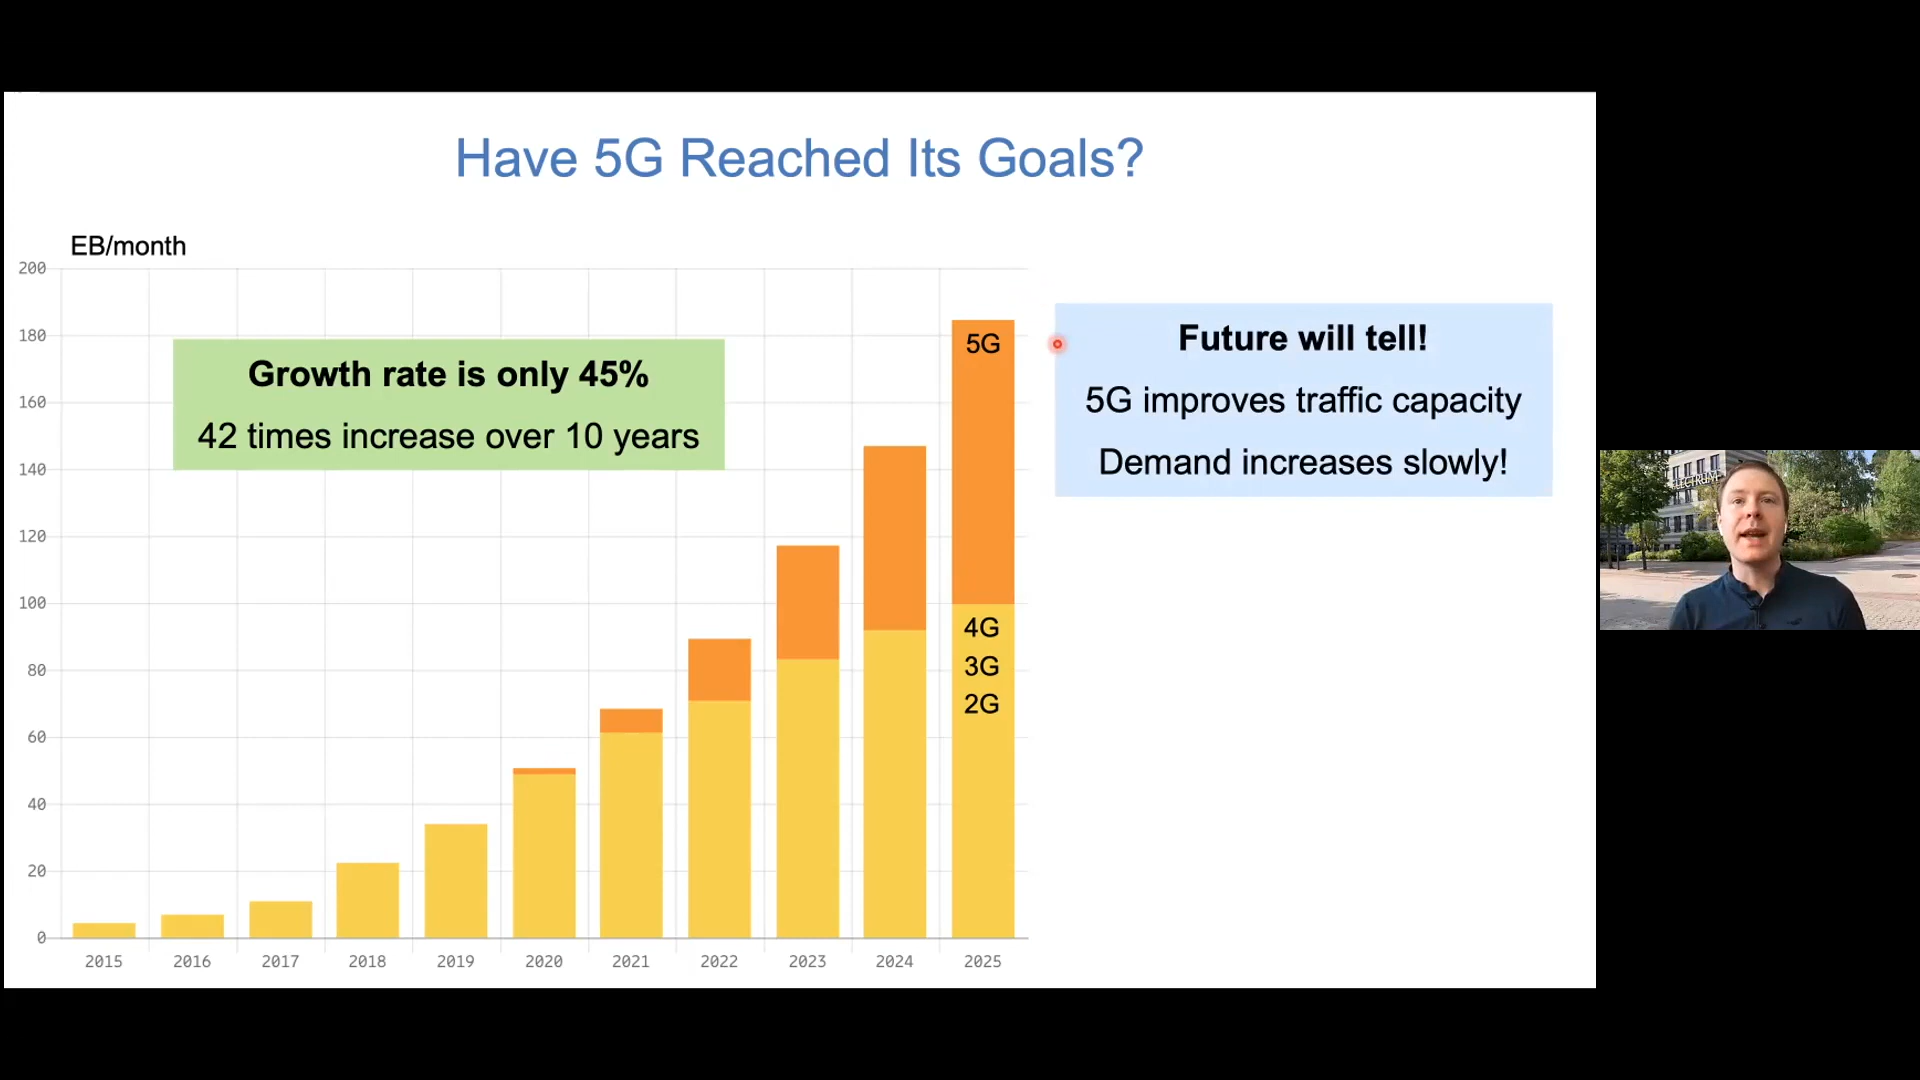 Have 5G Reached Its Goals?
EB/month
200
180
160
140
120
100
80
60
40
20
0
Growth rate is only 45%
42 times increase over 10 years
5G
4G
3G
2G
2015 2016 2017 2018 2019 2020 2021 2022 2023 2024 2025
Future will tell!
5G improves traffic capacity
Demand increases slowly!
ELECTRUM